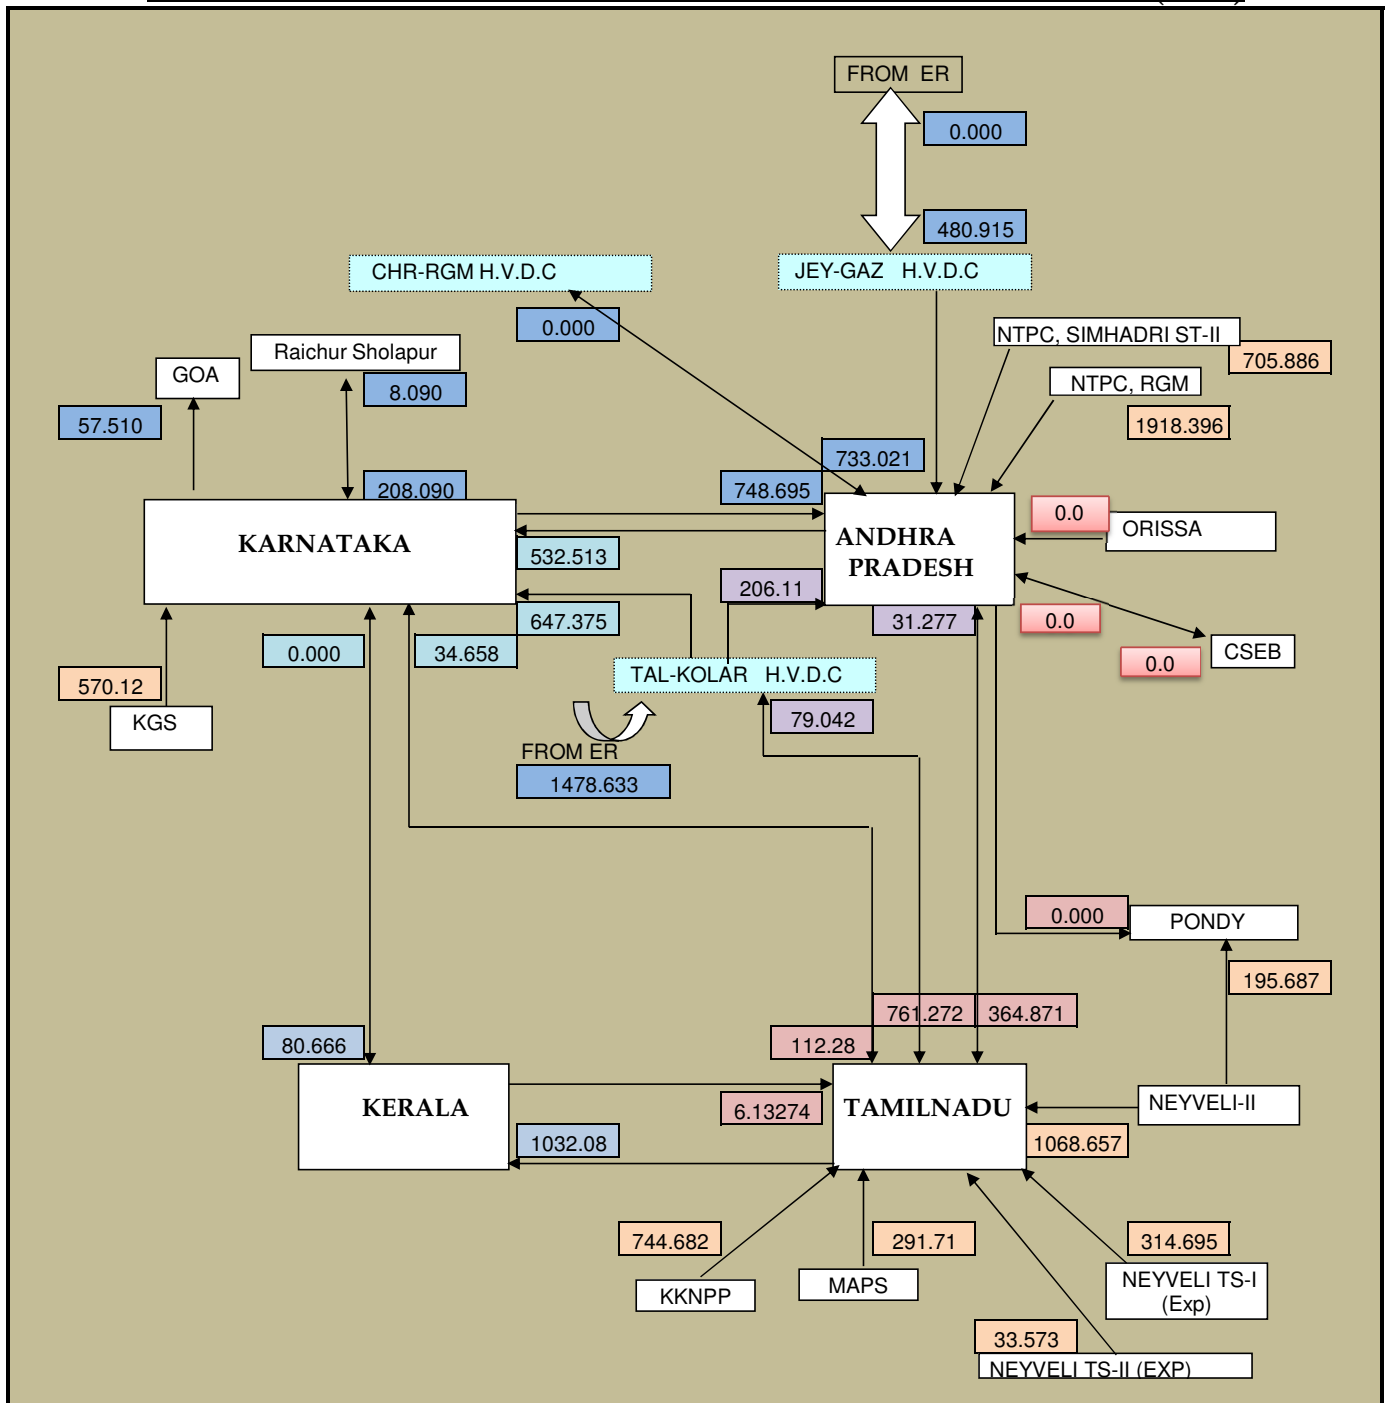 FROM ER
0.000
480.915
CHR-RGM H.V.D.C
JEY-GAZ H.V.D.C
0.000
NTPC, SIMHADRI ST-II
705.886
Raichur Sholapur
GOA
8.090
NTPC, RGM
57.510
1918.396
733.021
208.090
748.695
KARNATAKA
ANDHRA
PRADESH
0.0
ORISSA
532.513
206.11
647.375
31.277
0.0
0.000
34.658
0.0
CSEB
570.12
TAL-KOLAR H.V.D.C
KGS
79.042
FROM ER
1478.633
0.000
PONDY
195.687
761.272
364.871
80.666
112.28
KERALA
6.13274
TAMILNADU
NEYVELI-II
1032.08
1068.657
744.682
291.71
314.695
KKNPP
MAPS
NEYVELI TS-I
(Exp)
33.573
NEYVELI TS-II (EXP)